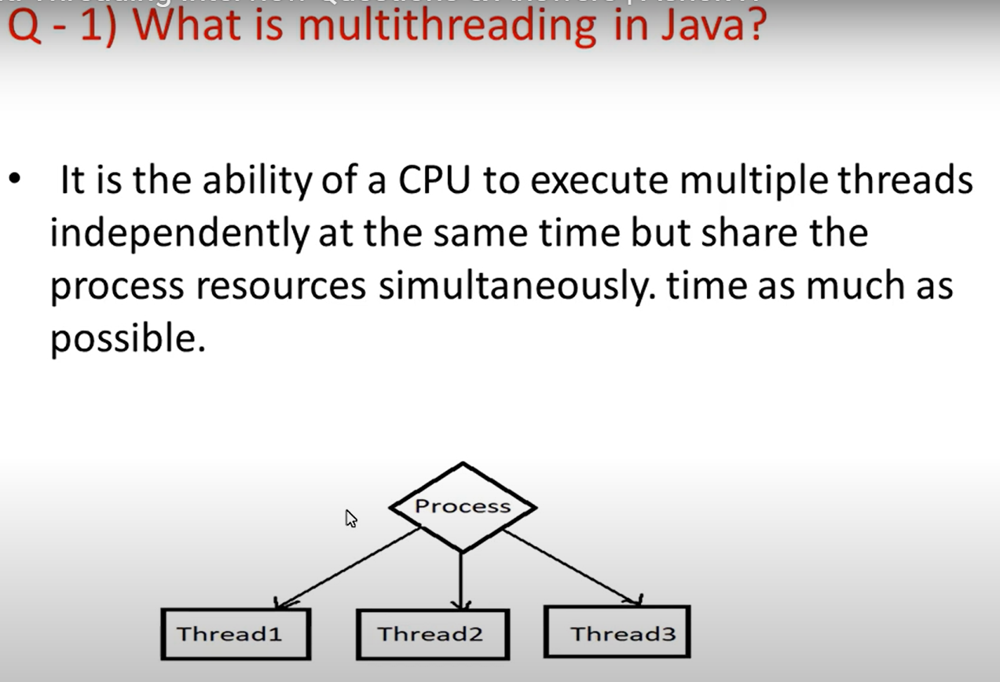 Q - 1) What is multithreading in Java?
• It is the ability of a CPU to execute multiple threads
independently at the same time but share the
process resources simultaneously. time as much as
possible.
Process
Thread1 Thread2 Thread3